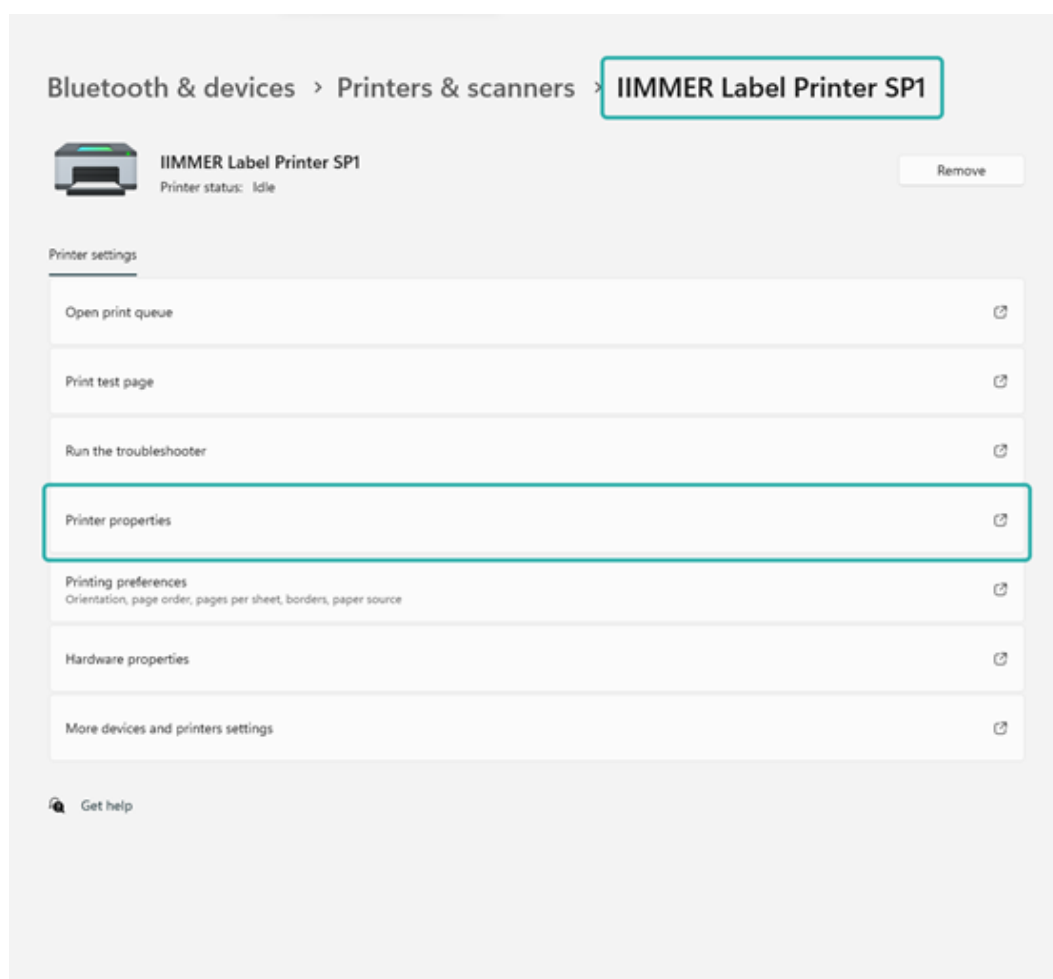 Bluetooth & devices > Printers & scanners > IIMMER Label Printer SP1
IIMMER Label Printer SP1
Printer status: Idle
Remove
Printer settings
Open print queue
Print test page
Run the troubleshooter
Printer properties
Printing preferences
Orientation, page order, pages per sheet, borders, paper source
Hardware properties
More devices and printers settings
Get help